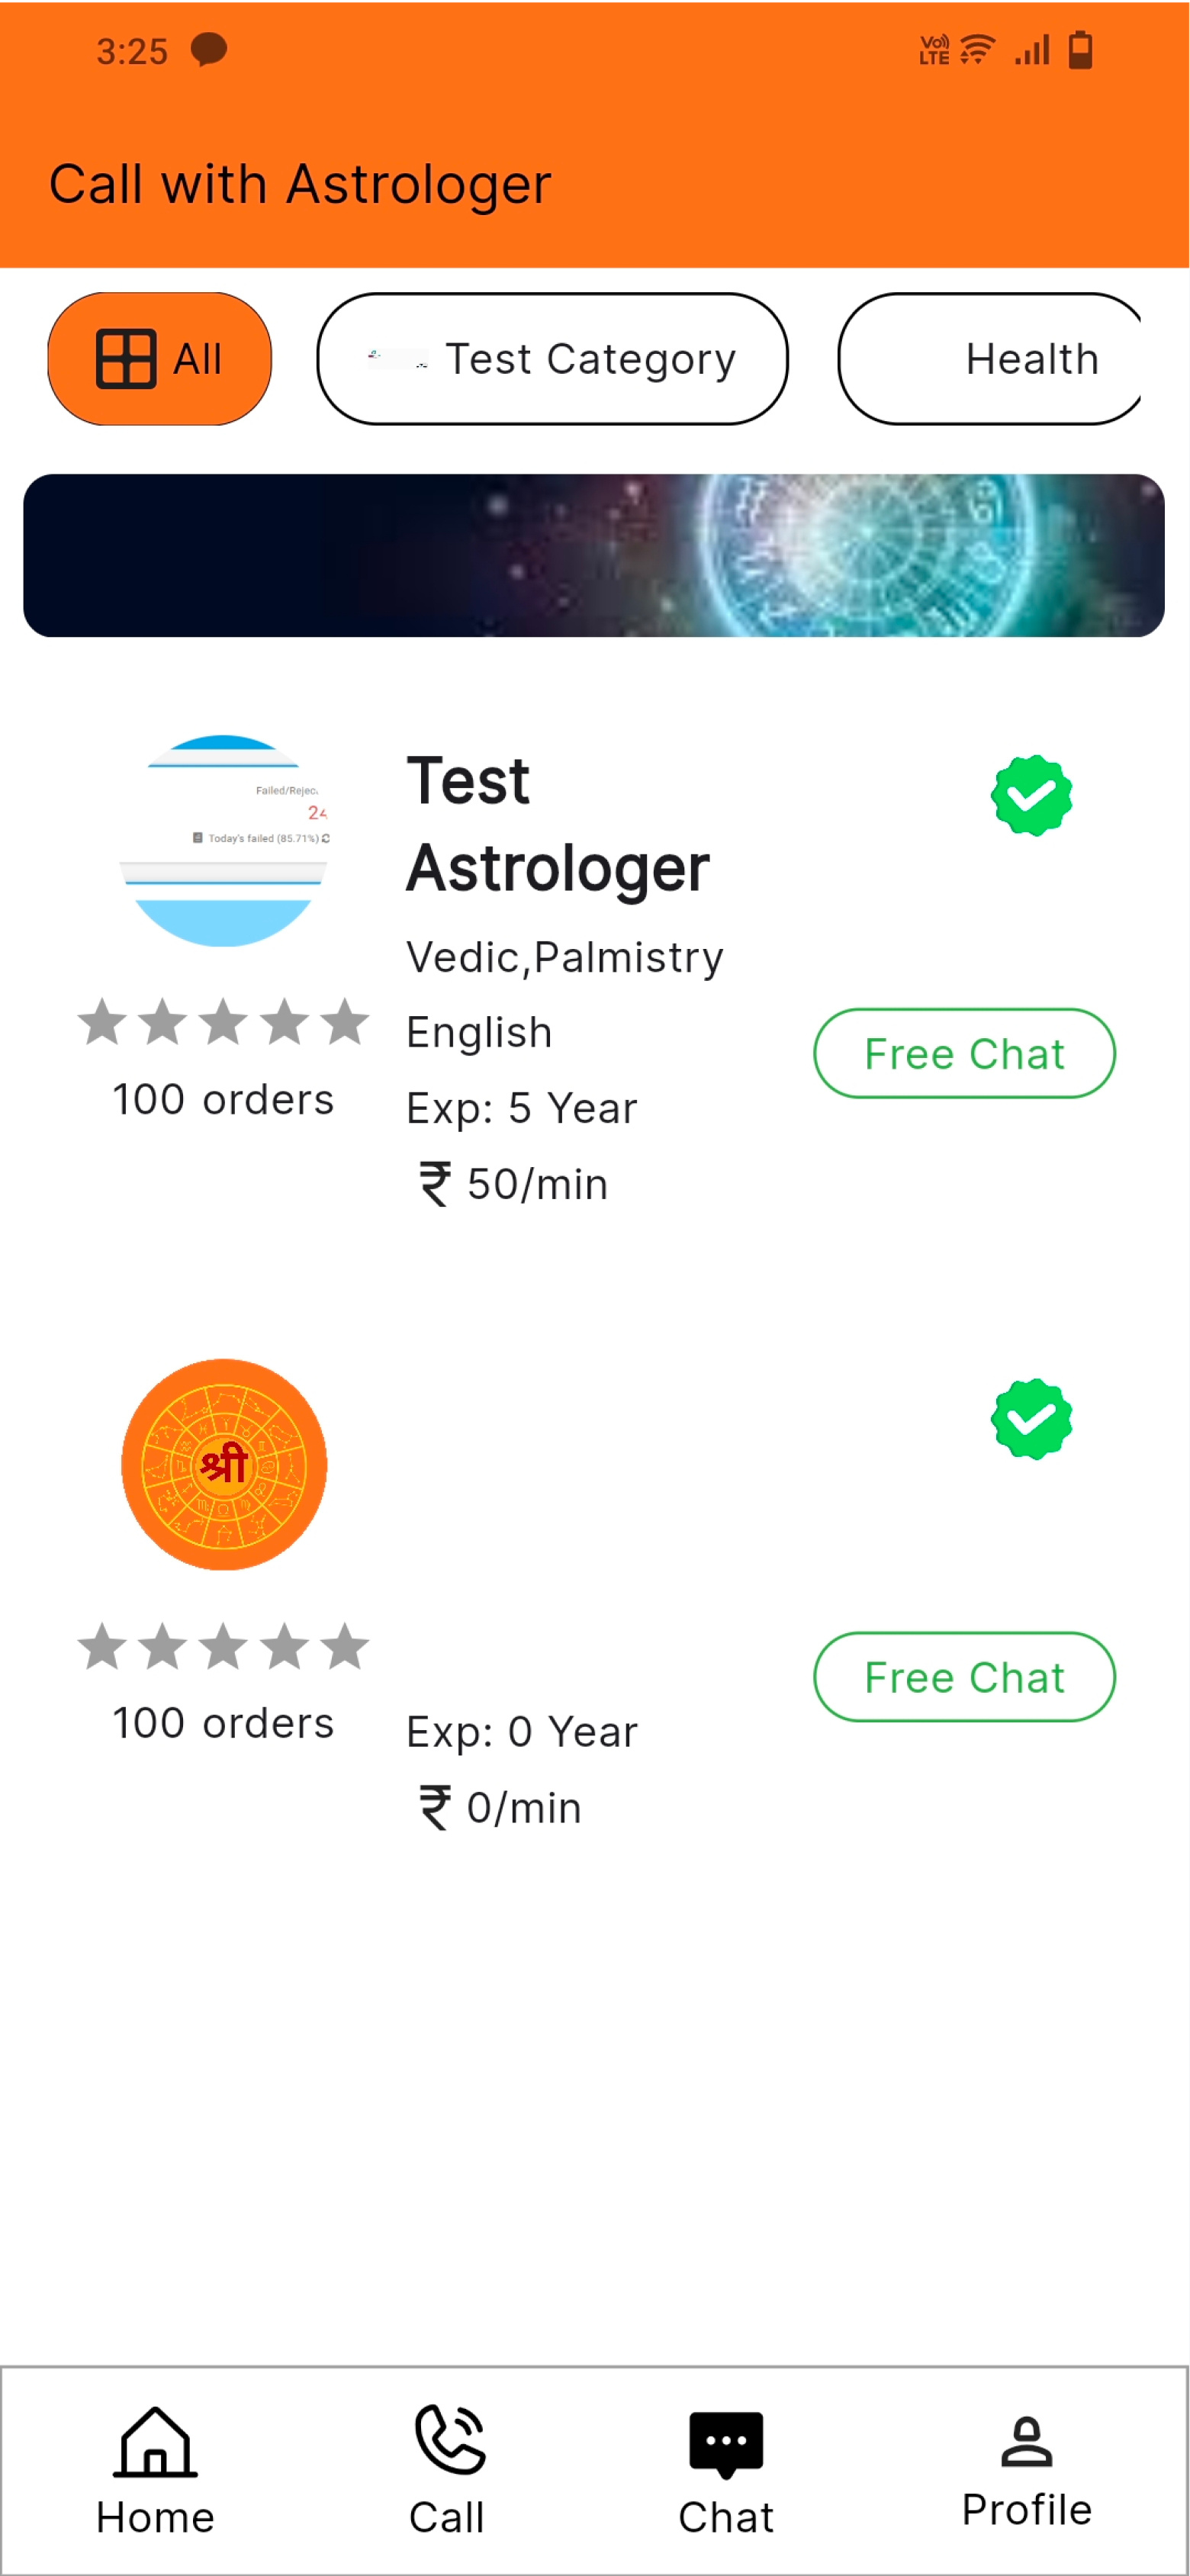 3:25
Vo))
LTE
Call with Astrologer
All
Test Category
Health
Test
Astrologer
Failed/Rejec
24
Today's failed (85.71%)
Vedic,Palmistry
English
Free Chat
100 orders
Exp: 5 Year
₹ 50/min
श्री
Free Chat
100 orders
Exp: 0 Year
₹ 0/min
Home
Call
Chat
Profile